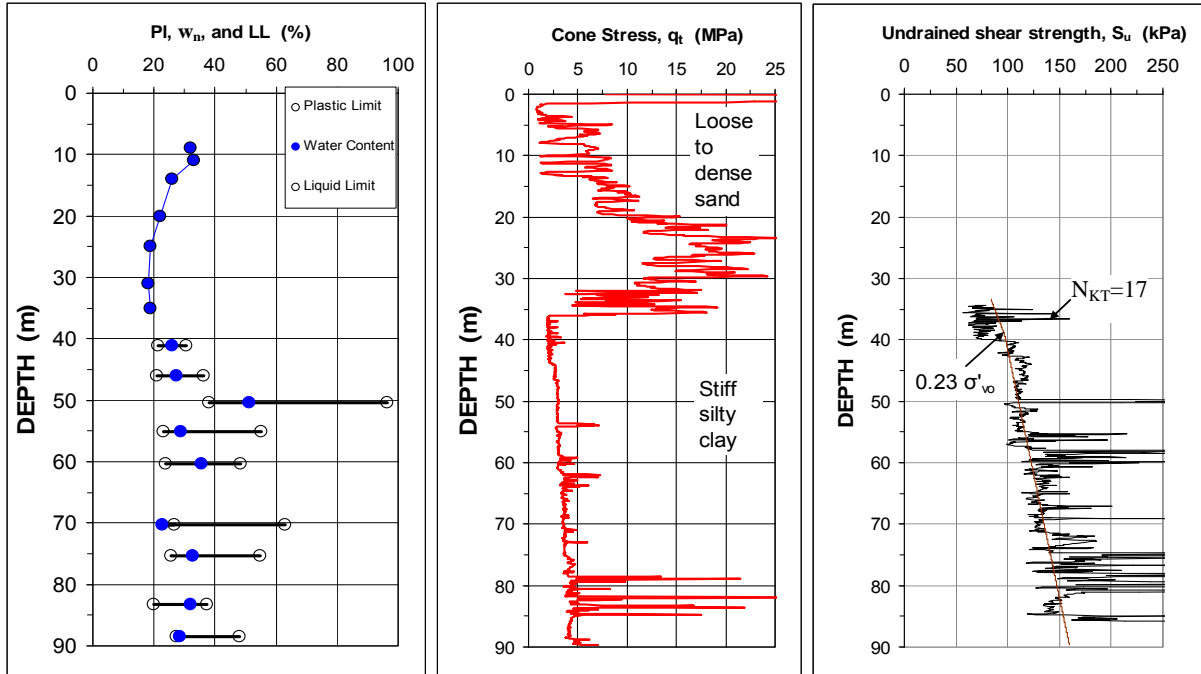 PI, wn, and LL (%)
0 20 40 60 80 100
0
10
20
30
40
50
60
70
80
90
DEPTH (m)
Plastic Limit
Water Content
Liquid Limit
Cone Stress, qt (MPa)
0 5 10 15 20 25
0
10
20
30
40
50
60
70
80
90
DEPTH (m)
Loose
to
dense
sand
Stiff
silty
clay
Undrained shear strength, Su (kPa)
0 50 100 150 200 250
0
10
20
30
40
50
60
70
80
90
DEPTH (m)
NKT=17
0.23 σ'vo